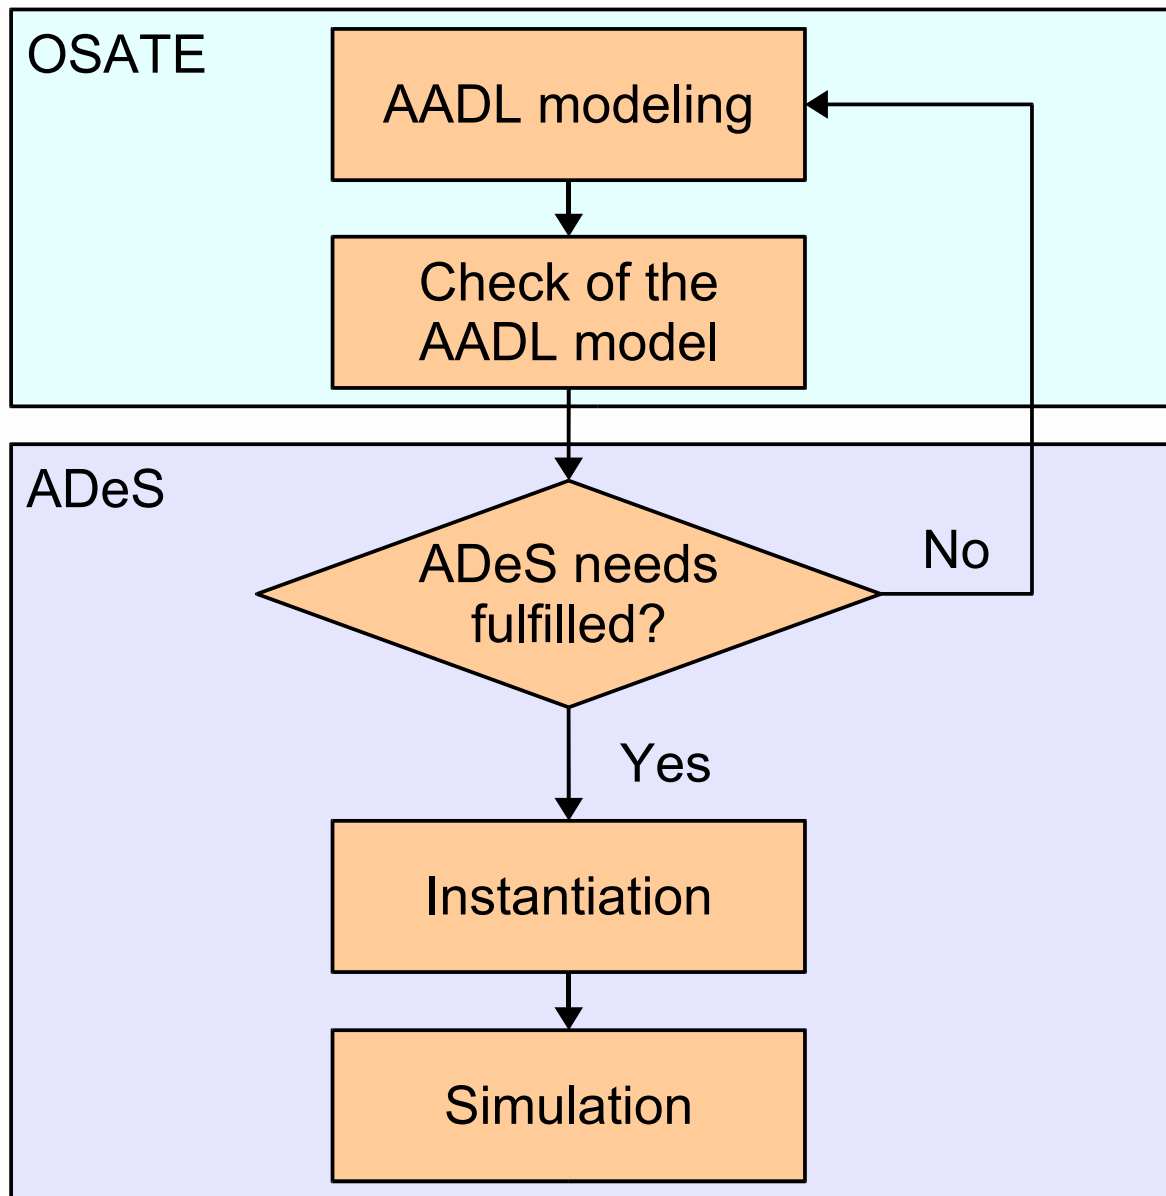 OSATE
AADL modeling
Check of the
AADL model
ADeS
ADeS needs
fulfilled?
No
Yes
Instantiation
Simulation